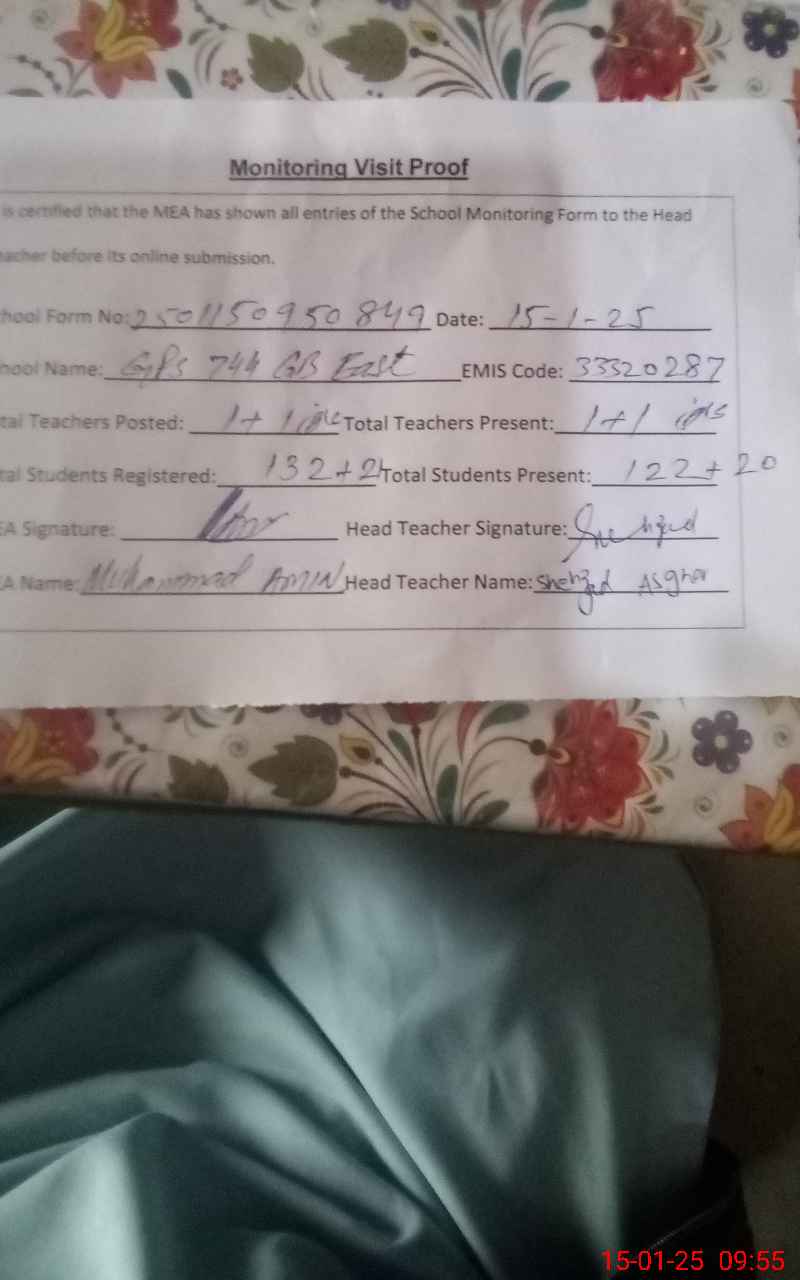 Monitoring Visit Proof
is certified that the MEA has shown all entries of the School Monitoring Form to the Head
eacher before its online submission.
hool Form No: 2501150950849 Date: 15-1-25
hool Name: GPS 744 GB East EMIS Code: 33320287
tal Teachers Posted: 1+1 Total Teachers Present: 1+1
tal Students Registered: 132+21 Total Students Present: 122+20
EA Signature: Head Teacher Signature: Shehzad
EA Name: Muhammad AMIN Head Teacher Name: Shehzad Asghar
15-01-25 09:55